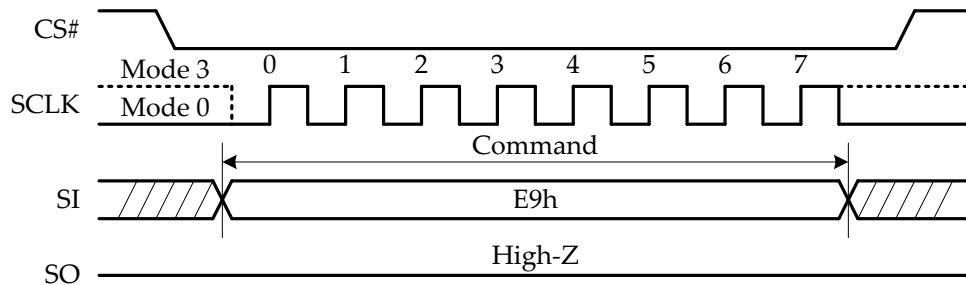 CS#
Mode 3
0 1 2 3 4 5 6 7
SCLK
Mode 0
Command
SI
E9h
High-Z
SO